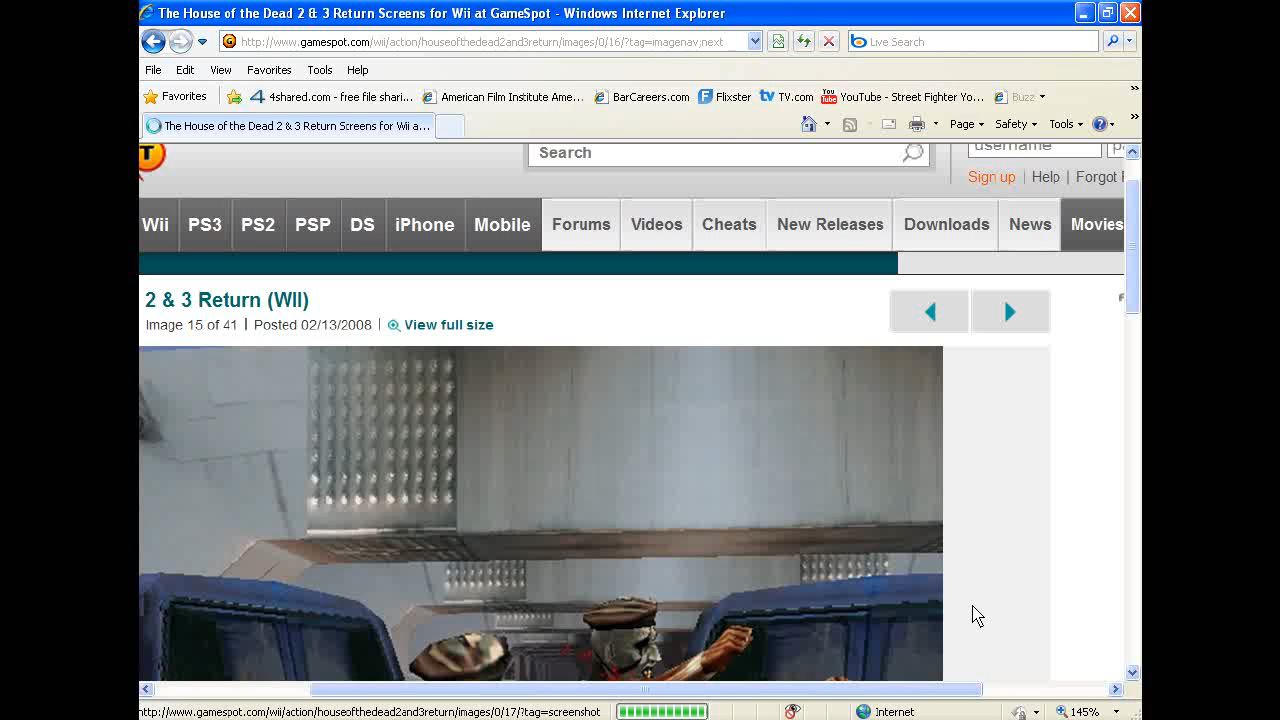 The House of the Dead 2 & 3 Return Screens for Wii at GameSpot - Windows Internet Explorer
http://www.gamespot.com/wii/action/houseofthedead2and3return/images/0/16/?tag=imagenav;next
Live Search
File Edit View Favorites Tools Help
Favorites 4shared.com - free file shari... American Film Institute Ame... BarCareers.com Flixster tv TV.com You Tube YouTube - Street Fighter Yo... Buzz
The House of the Dead 2 & 3 Return Screens for Wii a... Page Safety Tools
T Search username
Sign up | Help | Forgot
Wii PS3 PS2 PSP DS iPhone Mobile Forums Videos Cheats New Releases Downloads News Movies
2 & 3 Return (WII)
Image 15 of 41 | Posted 02/13/2008 | View full size
http://www.gamespot.com/wii/action/houseofthedead2and3return/images/0/17/?tag=screenshot Internet 145%